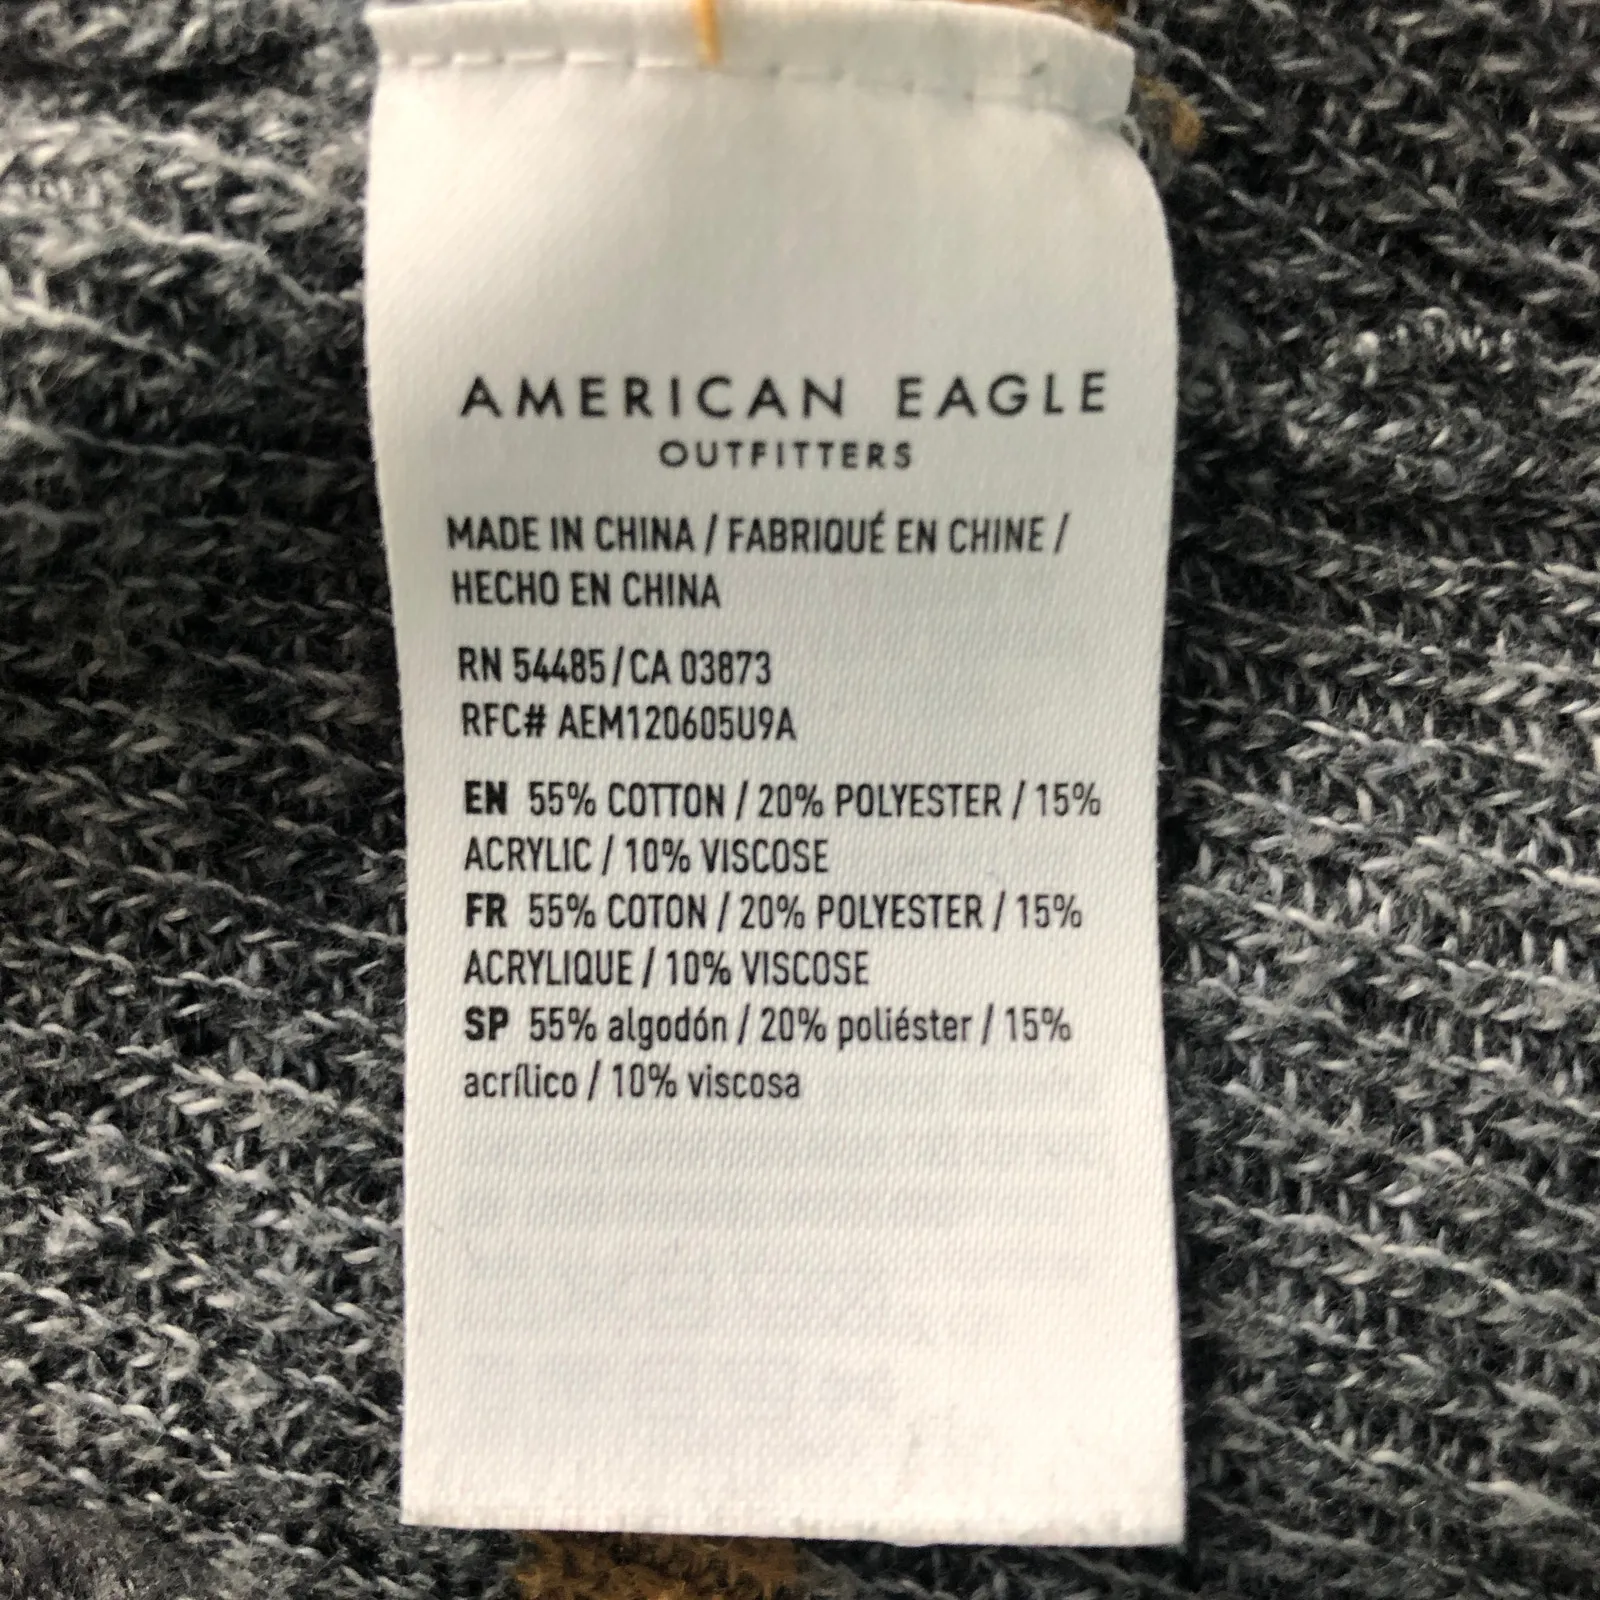 AMERICAN EAGLE
OUTFITTERS
MADE IN CHINA / FABRIQUÉ EN CHINE /
HECHO EN CHINA
RN 54485/CA 03873
RFC# AEM120605U9A
EN 55% COTTON / 20% POLYESTER / 15%
ACRYLIC / 10% VISCOSE
FR 55% COTON / 20% POLYESTER / 15%
ACRYLIQUE / 10% VISCOSE
SP 55% algodón / 20% poliéster / 15%
acrílico / 10% viscosa